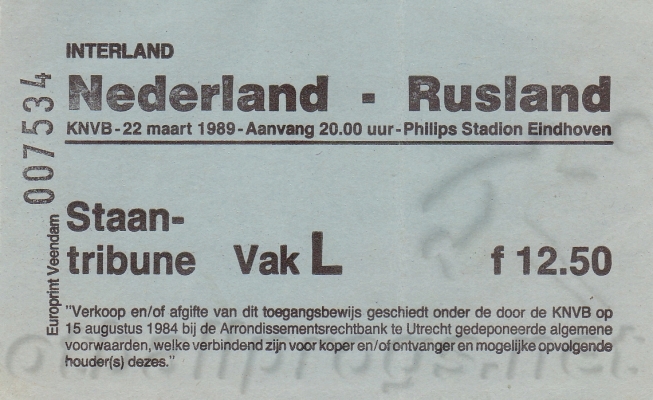 INTERLAND
Nederland - Rusland
KNVB-22 maart 1989-Aanvang 20.00 uur-Philips Stadion Eindhoven
007534
Staan-
tribune Vak L f 12.50
Europrint Veendam
"Verkoop en/of afgifte van dit toegangsbewijs geschiedt onder de door de KNVB op
15 augustus 1984 bij de Arrondissementsrechtbank te Utrecht gedeponeerde algemene
voorwaarden, welke verbindend zijn voor koper en/of ontvanger en mogelijke opvolgende
houder(s) dezes."